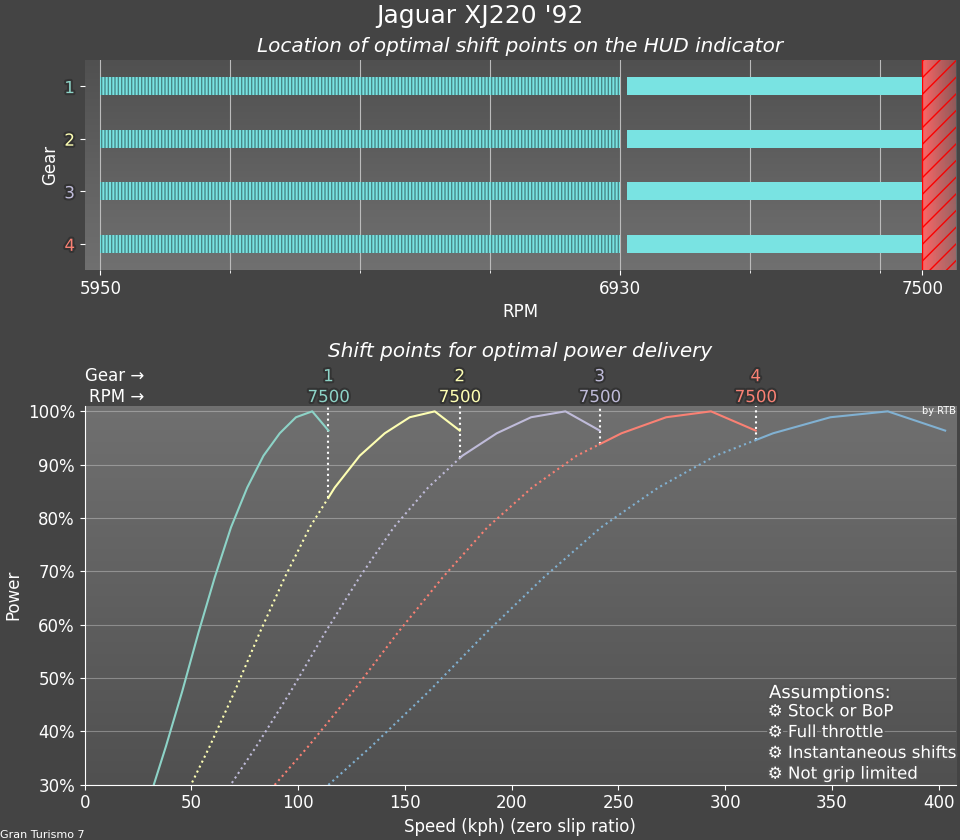 Jaguar XJ220 '92
Location of optimal shift points on the HUD indicator
Gear
1
2
3
4
5950 6930 7500
RPM
Shift points for optimal power delivery
Gear → 1 2 3 4
RPM → 7500 7500 7500 7500
by RTB
Power
100%
90%
80%
70%
60%
50%
40%
30%
Assumptions:
⚙ Stock or BoP
⚙ Full throttle
⚙ Instantaneous shifts
⚙ Not grip limited
0 50 100 150 200 250 300 350 400
Speed (kph) (zero slip ratio)
Gran Turismo 7